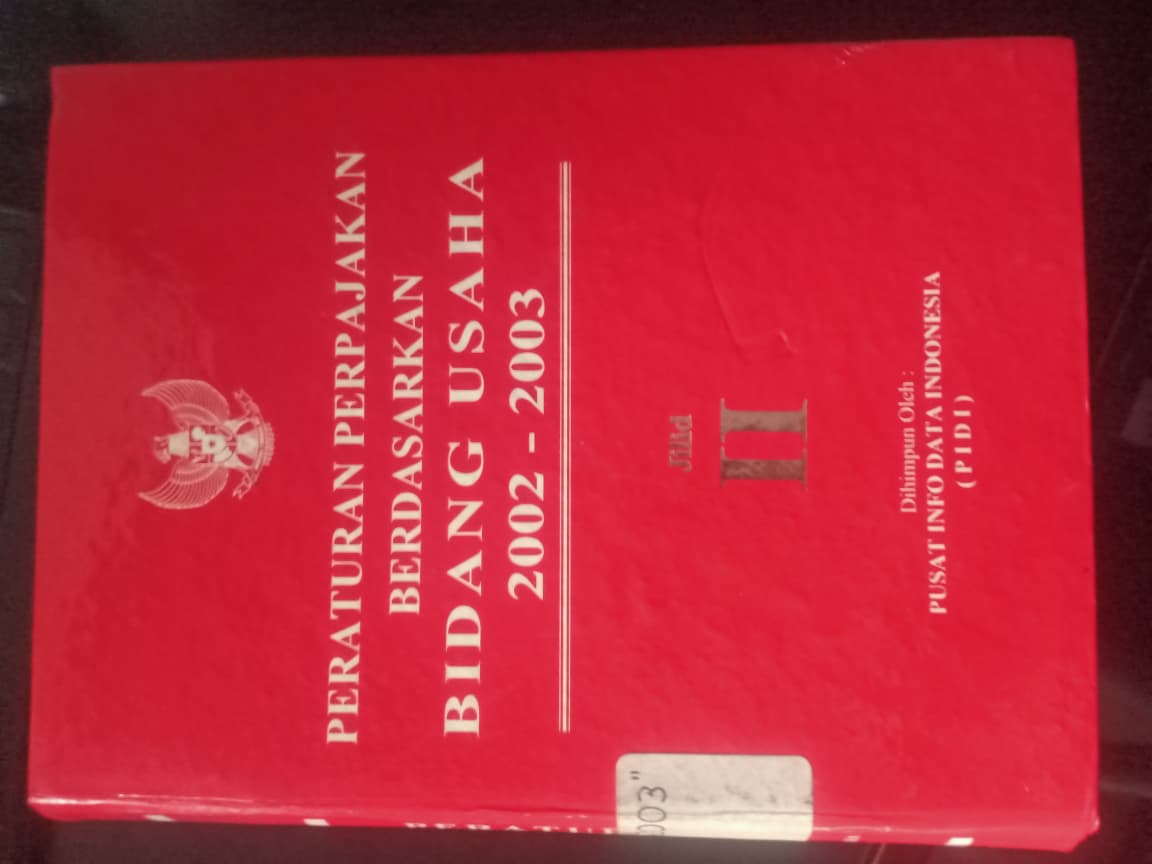 PERATURAN PERPAJAKAN
BERDASARKAN
BIDANG USAHA
2002 – 2003
Jilid
II
Dihimpun Oleh :
PUSAT INFO DATA INDONESIA
( P I D I )
003"